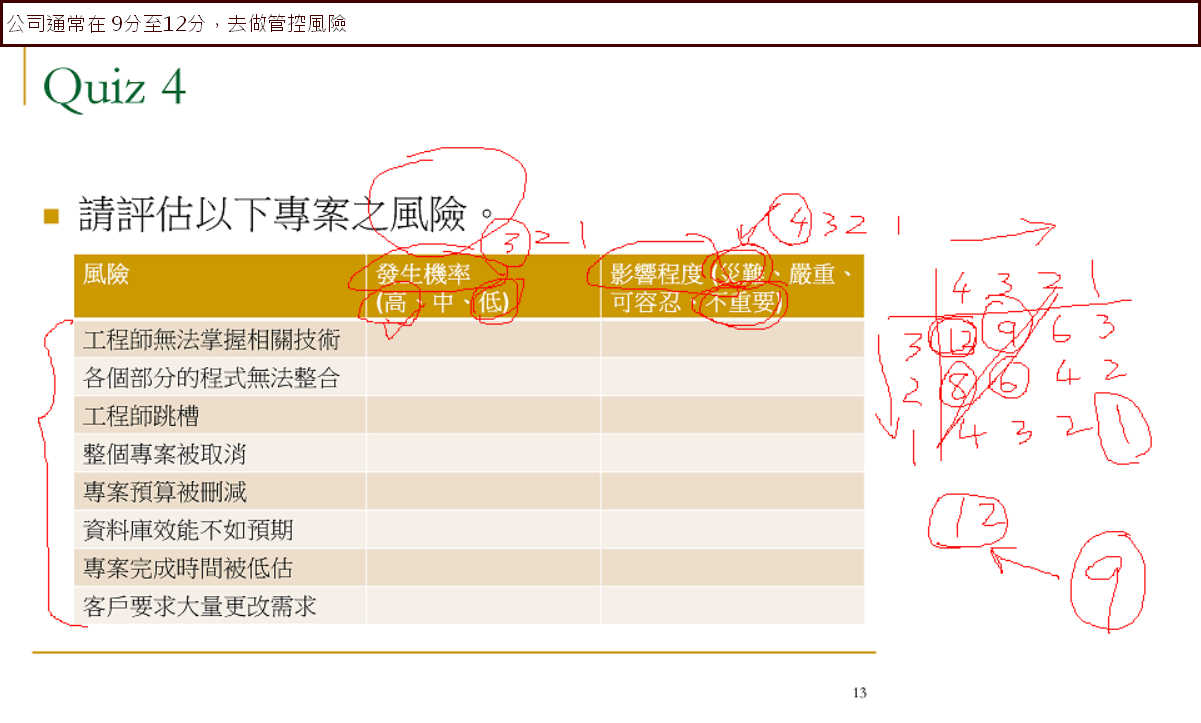 公司通常在 9分至12分，去做管控風險
Quiz 4
請評估以下專案之風險。
3 2 1
4 3 2 1
風險
發生機率
(高、中、低)
影響程度 (災難、嚴重、
可容忍、不重要)
工程師無法掌握相關技術
各個部分的程式無法整合
工程師跳槽
整個專案被取消
專案預算被刪減
資料庫效能不如預期
專案完成時間被低估
客戶要求大量更改需求
4 3 2 1
3 12 9 6 3
2 8 6 4 2
1 4 3 2 1
12
9
13